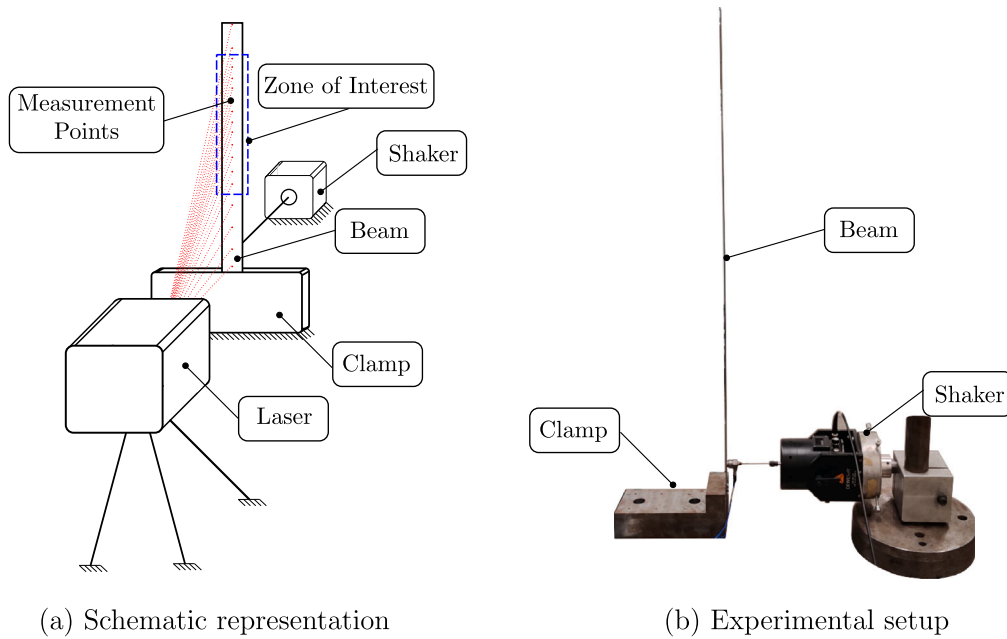 Measurement
Points
Zone of Interest
Shaker
Beam
Clamp
Laser
(a) Schematic representation
Beam
Shaker
Clamp
(b) Experimental setup